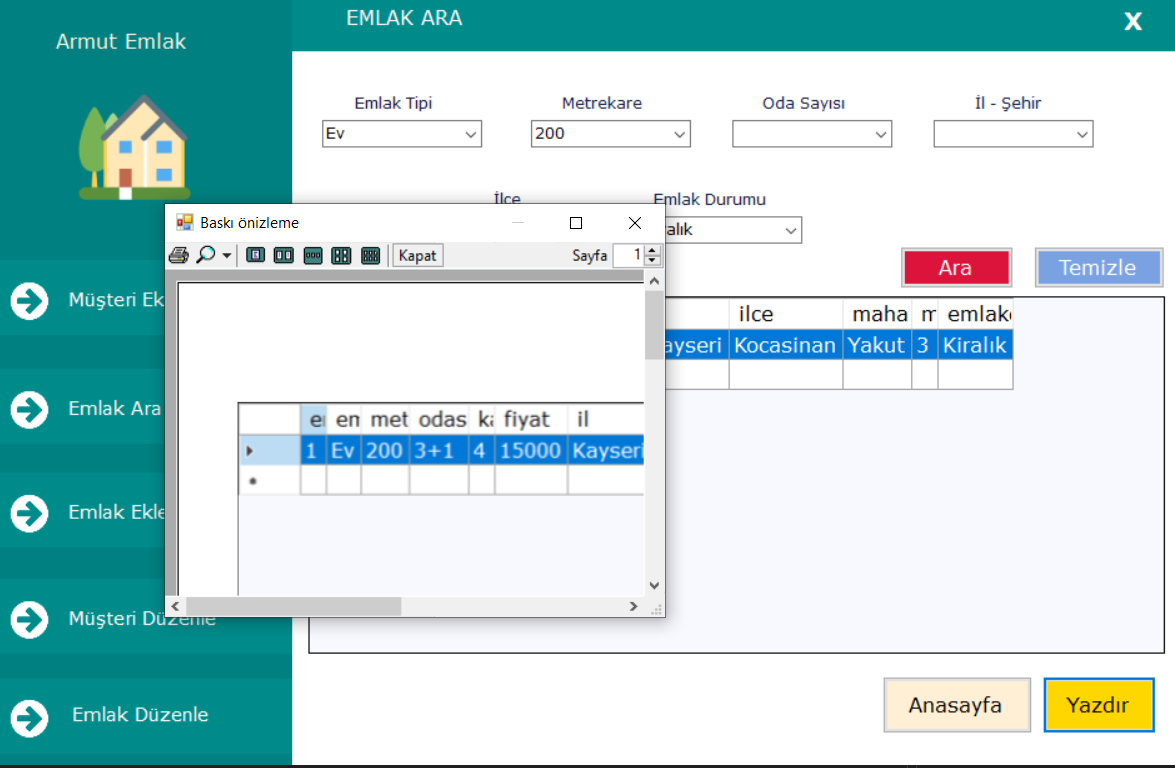 Armut Emlak
EMLAK ARA
X
Emlak Tipi
Metrekare
Oda Sayısı
İl - Şehir
Ev
200
İlçe
Emlak Durumu
ralık
Ara
Temizle
Müşteri Ek
Emlak Ara
Emlak Ekle
Müşteri Düzenle
Emlak Düzenle
Baskı önizleme
Kapat
Sayfa
1
en met odas ka fiyat il
1 Ev 200 3+1 4 15000 Kayseri
ilce maha m emlak
ayseri Kocasinan Yakut 3 Kiralık
Anasayfa
Yazdır